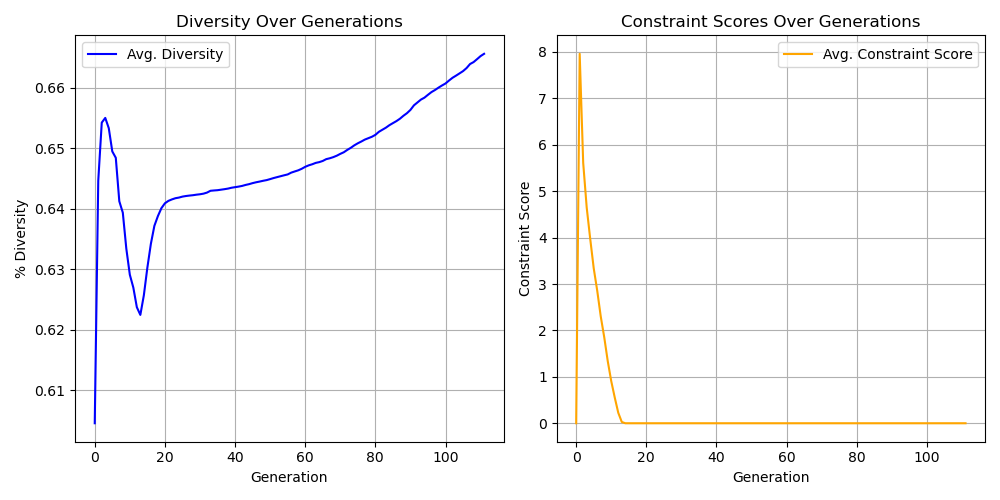 Diversity Over Generations
Avg. Diversity
% Diversity
0.66
0.65
0.64
0.63
0.62
0.61
0 20 40 60 80 100
Generation
Constraint Scores Over Generations
Avg. Constraint Score
Constraint Score
8
7
6
5
4
3
2
1
0
0 20 40 60 80 100
Generation